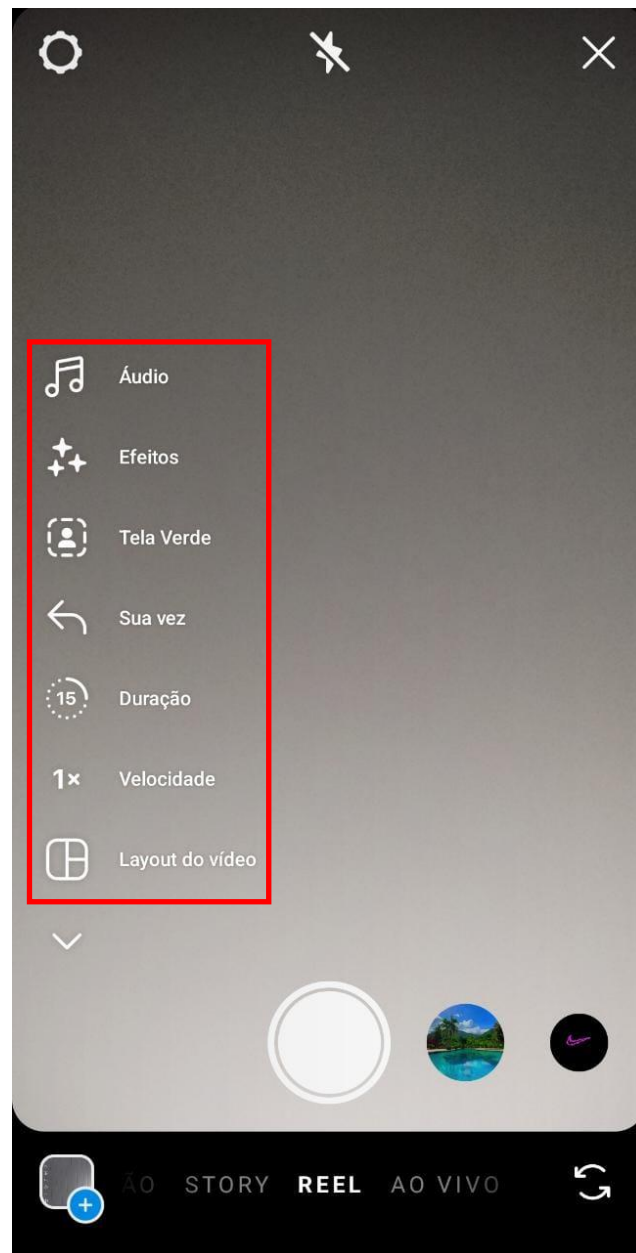 Áudio
Efeitos
Tela Verde
Sua vez
15 Duração
1× Velocidade
Layout do vídeo
ÃO STORY REEL AO VIVO